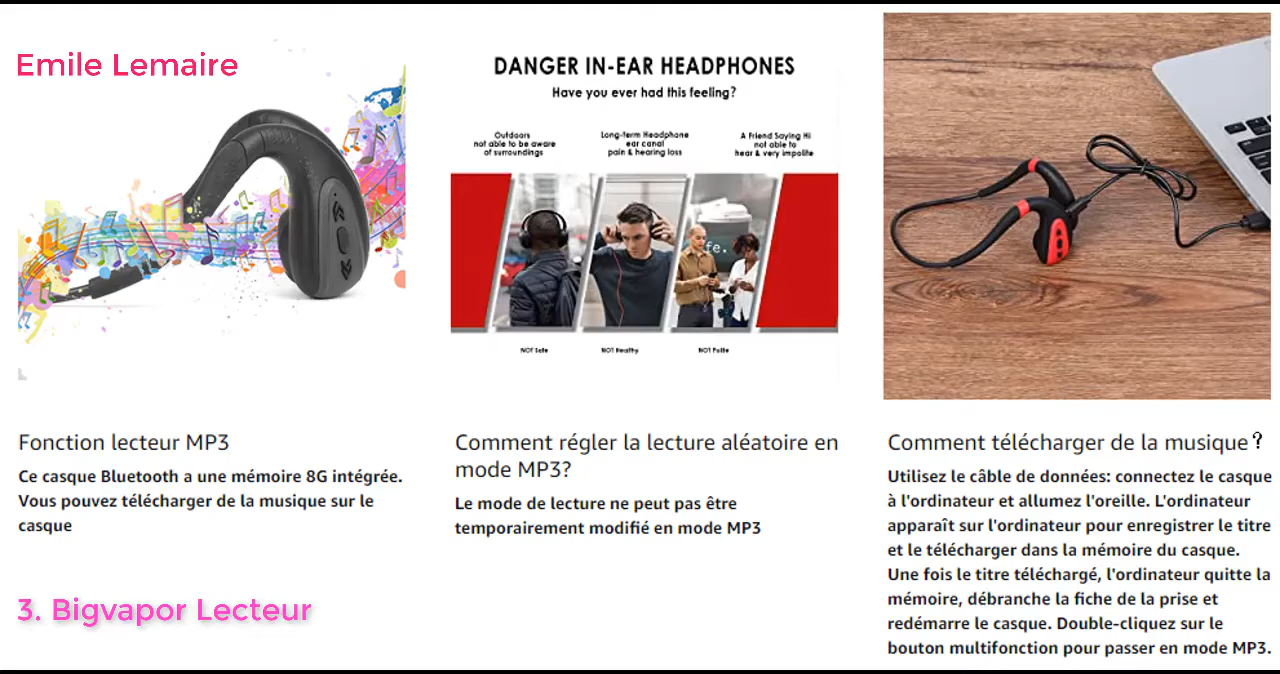 Emile Lemaire
DANGER IN-EAR HEADPHONES
Have you ever had this feeling?
Outdoors
not able to be aware
of surroundings
Long-term Headphone
ear canal
pain & hearing loss
A Friend Saying Hi
not able to
hear & very impolite
fe.
NOT Safe
NOT Healthy
NOT Polite
Fonction lecteur MP3
Ce casque Bluetooth a une mémoire 8G intégrée.
Vous pouvez télécharger de la musique sur le
casque
Comment régler la lecture aléatoire en
mode MP3?
Le mode de lecture ne peut pas être
temporairement modifié en mode MP3
Comment télécharger de la musique?
Utilisez le câble de données: connectez le casque
à l'ordinateur et allumez l'oreille. L'ordinateur
apparaît sur l'ordinateur pour enregistrer le titre
et le télécharger dans la mémoire du casque.
Une fois le titre téléchargé, l'ordinateur quitte la
mémoire, débranche la fiche de la prise et
redémarre le casque. Double-cliquez sur le
bouton multifonction pour passer en mode MP3.
3. Bigvapor Lecteur